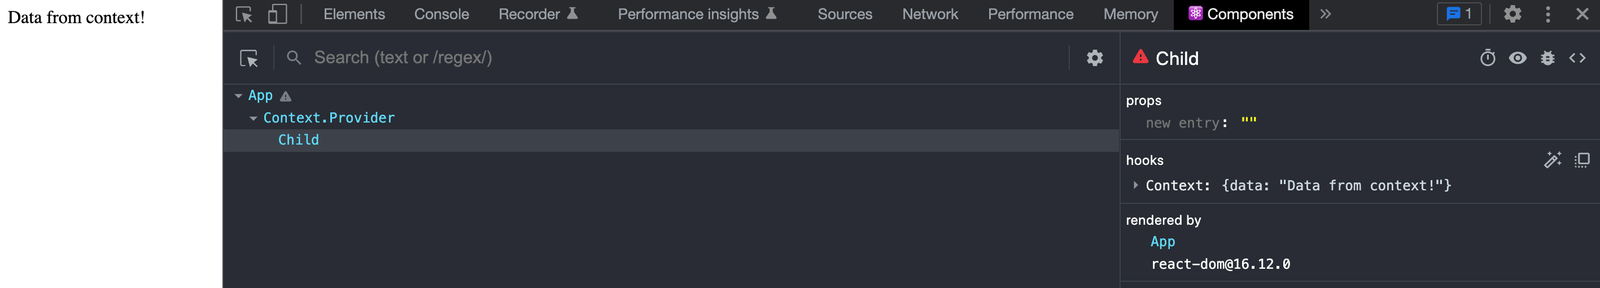 Data from context!
Elements Console Recorder Performance insights Sources Network Performance Memory Components » 1
Search (text or /regex/)
App
Context.Provider
Child
Child
props
new entry: ""
hooks
Context: {data: "Data from context!"}
rendered by
App
react-dom@16.12.0